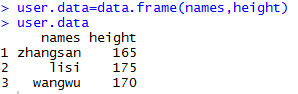 > user.data=data.frame(names,height)
> user.data
     names height
1 zhangsan    165
2     lisi    175
3   wangwu    170